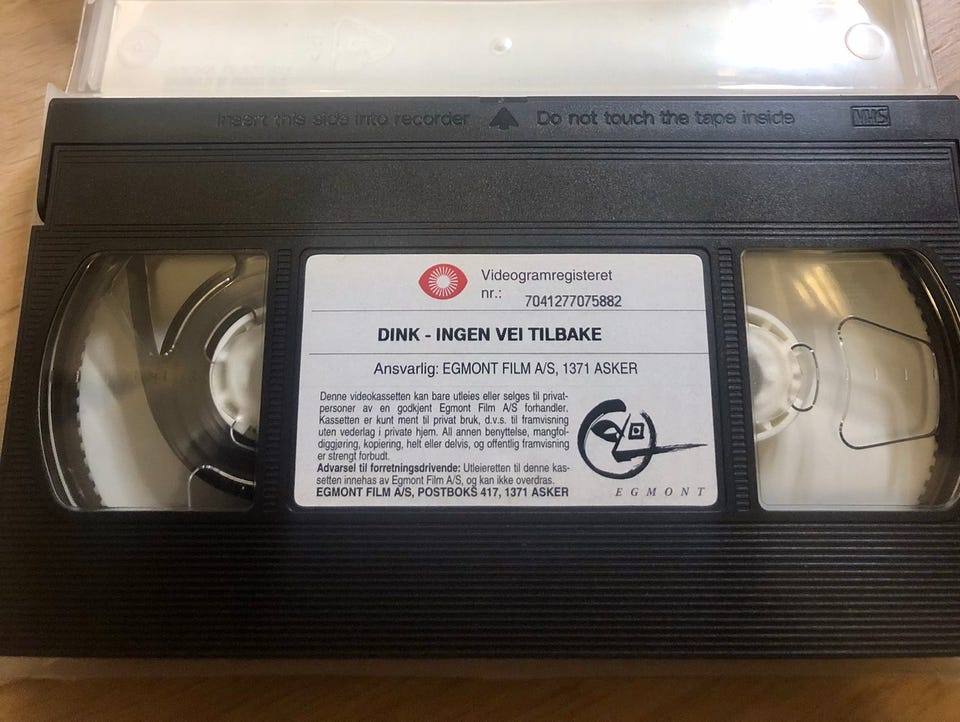 Insert this side into recorder Do not touch the tape inside VHS
Videogramregisteret
nr.: 7041277075882
DINK - INGEN VEI TILBAKE
Ansvarlig: EGMONT FILM A/S, 1371 ASKER
Denne videokassetten kan bare utleies eller selges til privat-
personer av en godkjent Egmont Film A/S forhandler.
Kassetten er kunt ment til privat bruk, d.v.s. til framvisning
uten vederlag i private hjem. All annen benyttelse, mangfol-
diggjøring, kopiering, helt eller delvis, og offentlig framvisning
er strengt forbudt.
Advarsel til forretningsdrivende: Utleieretten til denne kas-
setten innehas av Egmont Film A/S, og kan ikke overdras.
EGMONT FILM A/S, POSTBOKS 417, 1371 ASKER
EGMONT